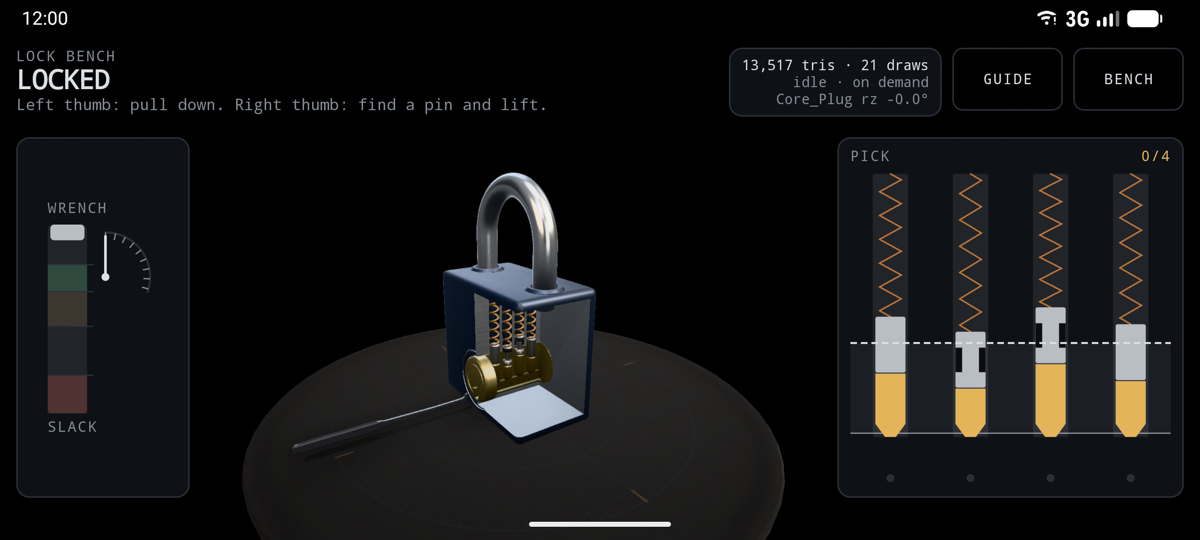 12:00
3G
LOCK BENCH
LOCKED
Left thumb: pull down. Right thumb: find a pin and lift.
13,517 tris · 21 draws
idle · on demand
Core_Plug rz -0.0°
GUIDE
BENCH
WRENCH
SLACK
PICK
0/4